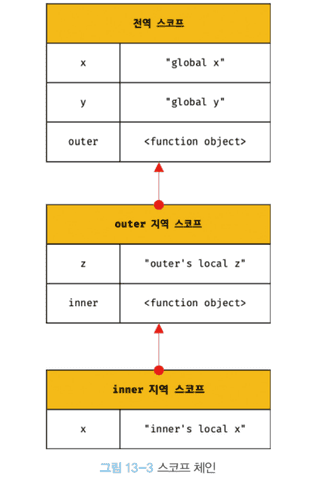 전역 스코프
x "global x"
y "global y"
outer <function object>
outer 지역 스코프
z "outer's local z"
inner <function object>
inner 지역 스코프
x "inner's local x"
그림 13-3 스코프 체인